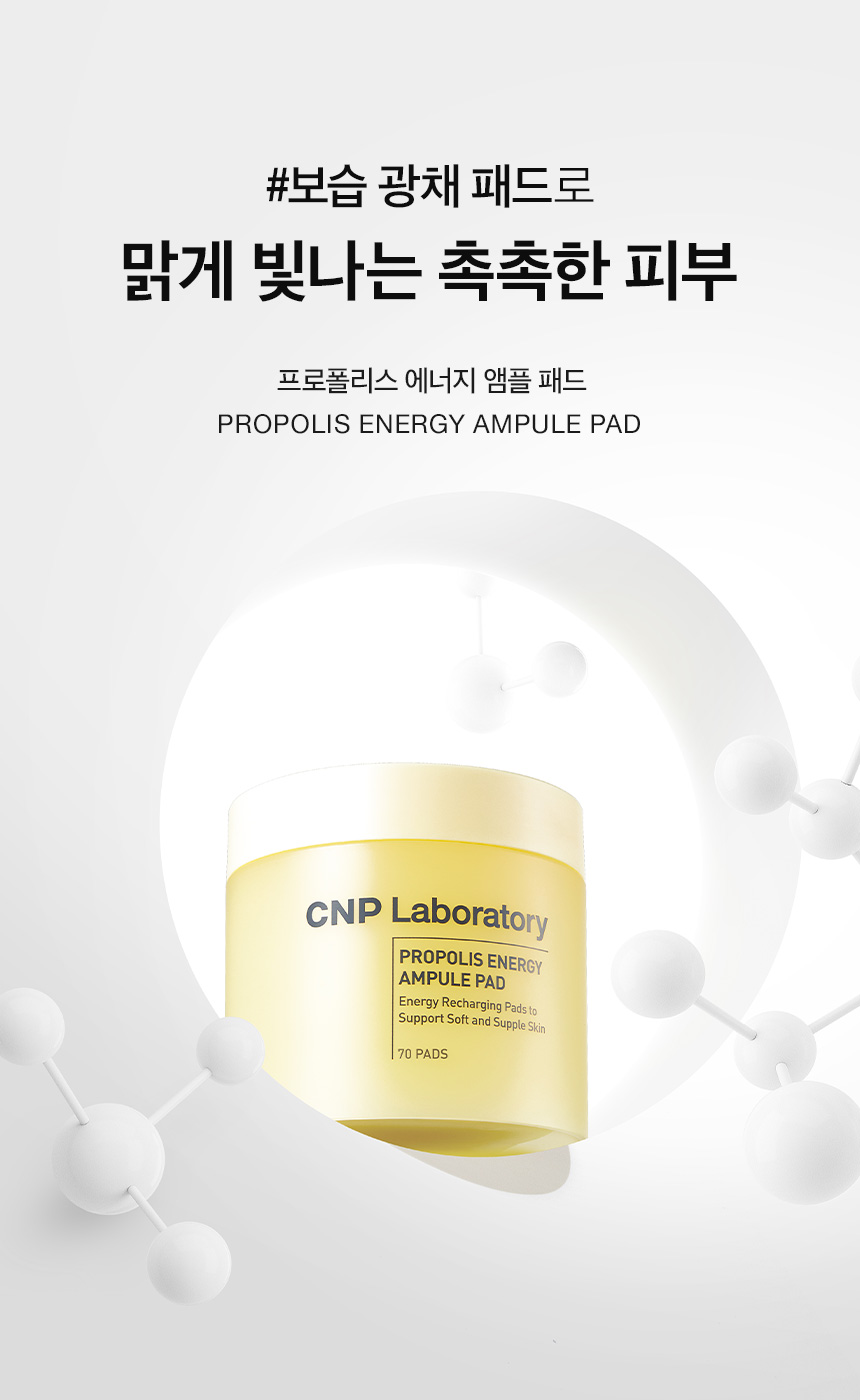 #보습 광채 패드로
맑게 빛나는 촉촉한 피부
프로폴리스 에너지 앰플 패드
PROPOLIS ENERGY AMPULE PAD
CNP Laboratory
PROPOLIS ENERGY
AMPULE PAD
Energy Recharging Pads to
Support Soft and Supple Skin
70 PADS